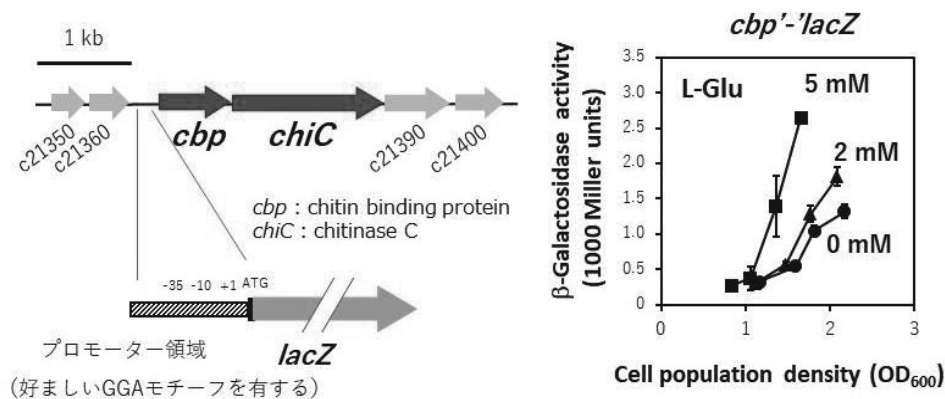 1 kb
c21350
c21360
cbp
chiC
c21390
c21400
cbp : chitin binding protein
chiC : chitinase C
-35 -10 +1 ATG
lacZ
プロモーター領域
(好ましいGGAモチーフを有する)
cbp'-'lacZ
β-Galactosidase activity
(1000 Miller units)
3.5
3.0
2.5
2.0
1.5
1.0
0.5
0
L-Glu
5 mM
2 mM
0 mM
0 1 2 3
Cell population density (OD600)